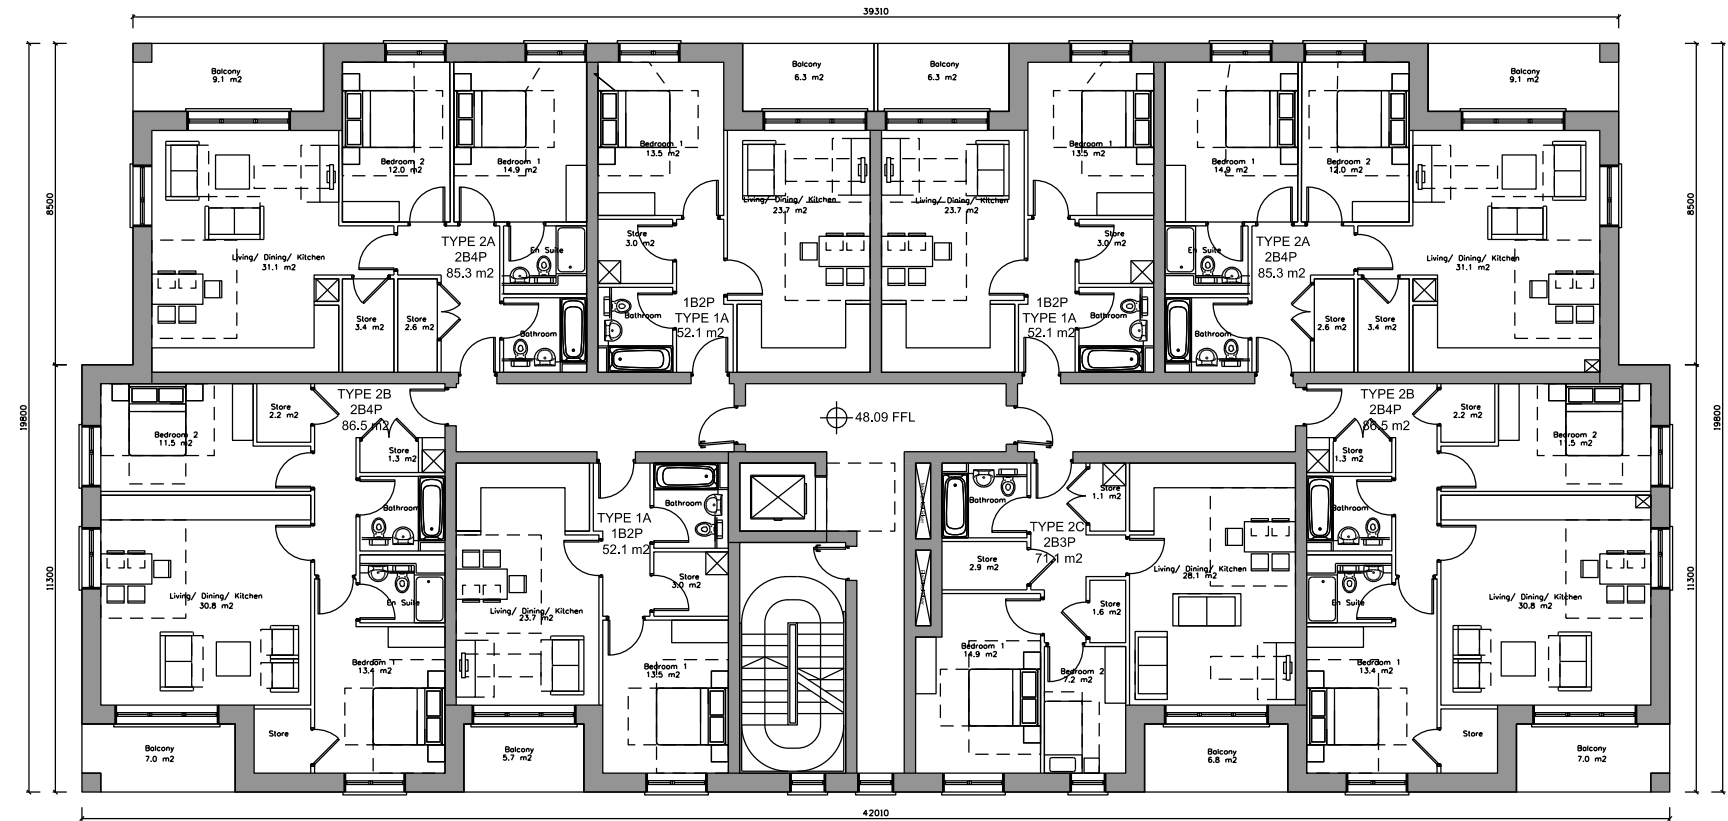 39310
Balcony
9.1 m2
Balcony
6.3 m2
Balcony
6.3 m2
Balcony
9.1 m2
8500
Bedroom 2
12.0 m2
Bedroom 1
14.9 m2
Bedroom 1
13.5 m2
Living/ Dining/ Kitchen
23.7 m2
Living/ Dining/ Kitchen
23.7 m2
Bedroom 1
13.5 m2
Bedroom 1
14.9 m2
Bedroom 2
12.0 m2
8500
Living/ Dining/ Kitchen
31.1 m2
TYPE 2A
2B4P
85.3 m2
En Suite
Store
3.0 m2
Store
3.0 m2
En Suite
TYPE 2A
2B4P
85.3 m2
Living/ Dining/ Kitchen
31.1 m2
Store
3.4 m2
Store
2.6 m2
Bathroom
Bathroom
1B2P
TYPE 1A
52.1 m2
1B2P
TYPE 1A
52.1 m2
Bathroom
Bathroom
Store
2.6 m2
Store
3.4 m2
19800
Store
2.2 m2
TYPE 2B
2B4P
86.5 m2
48.09 FFL
TYPE 2B
2B4P
86.5 m2
Store
2.2 m2
19800
Bedroom 2
11.5 m2
Store
1.3 m2
Store
1.3 m2
Bedroom 2
11.5 m2
Bathroom
TYPE 1A
1B2P
52.1 m2
Bathroom
Bathroom
TYPE 2C
2B3P
71.1 m2
Store
1.1 m2
Bathroom
11300
Living/ Dining/ Kitchen
30.8 m2
En Suite
Living/ Dining/ Kitchen
23.7 m2
Store
3.0 m2
Store
2.9 m2
Store
1.6 m2
Living/ Dining/ Kitchen
28.1 m2
En Suite
Living/ Dining/ Kitchen
30.8 m2
11300
Bedroom 1
13.4 m2
Bedroom 1
13.5 m2
Bedroom 1
14.9 m2
Bedroom 2
7.2 m2
Bedroom 1
13.4 m2
Balcony
7.0 m2
Store
Balcony
5.7 m2
Balcony
6.8 m2
Store
Balcony
7.0 m2
42010